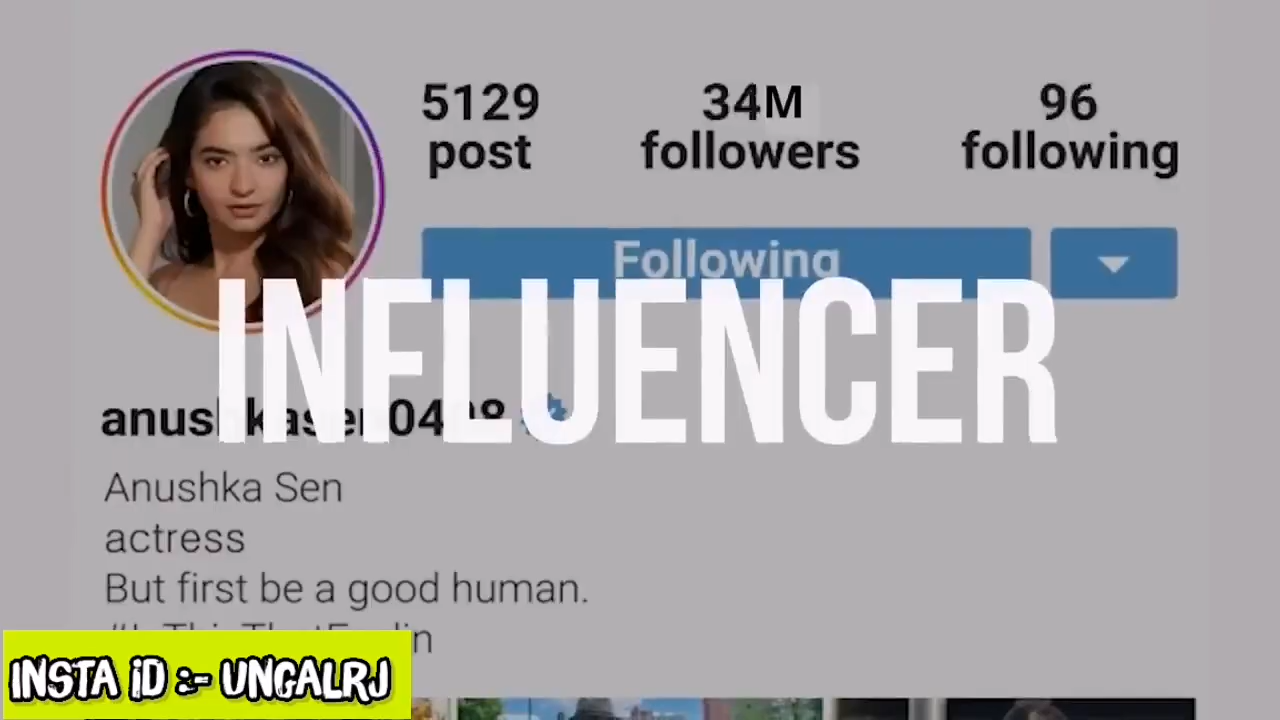 5129 34M 96
post followers following
Following
INFLUENCER
anushkasen0408
Anushka Sen
actress
But first be a good human.
INSTA iD :- UNGALRJ